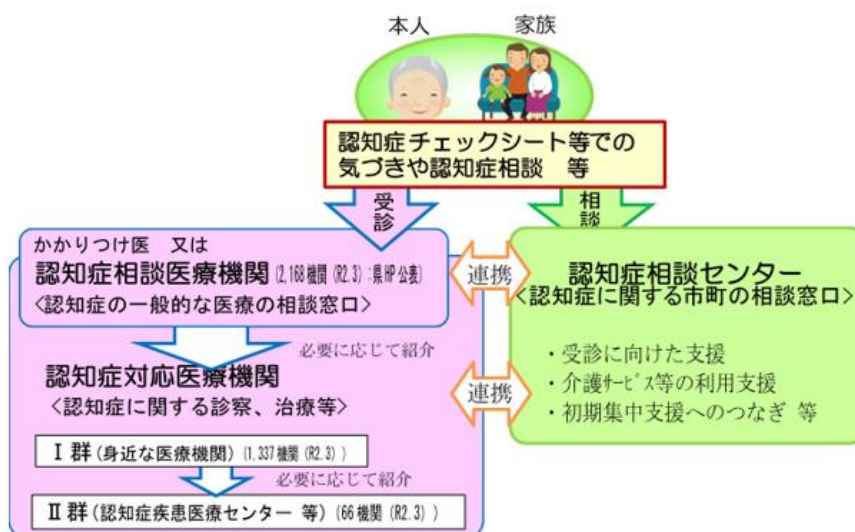 本人 家族
認知症チェックシート等での
気づきや認知症相談 等
受診
相談
かかりつけ医 又は
認知症相談医療機関(2,168機関(R2.3):県HP公表)
<認知症の一般的な医療の相談窓口>
必要に応じて紹介
認知症対応医療機関
<認知症に関する診察、治療等>
Ⅰ群(身近な医療機関)(1,337機関(R2.3))
必要に応じて紹介
Ⅱ群(認知症疾患医療センター 等)(66機関(R2.3))
連携
連携
認知症相談センター
<認知症に関する市町の相談窓口>
・受診に向けた支援
・介護ｻｰﾋﾞｽ等の利用支援
・初期集中支援へのつなぎ 等